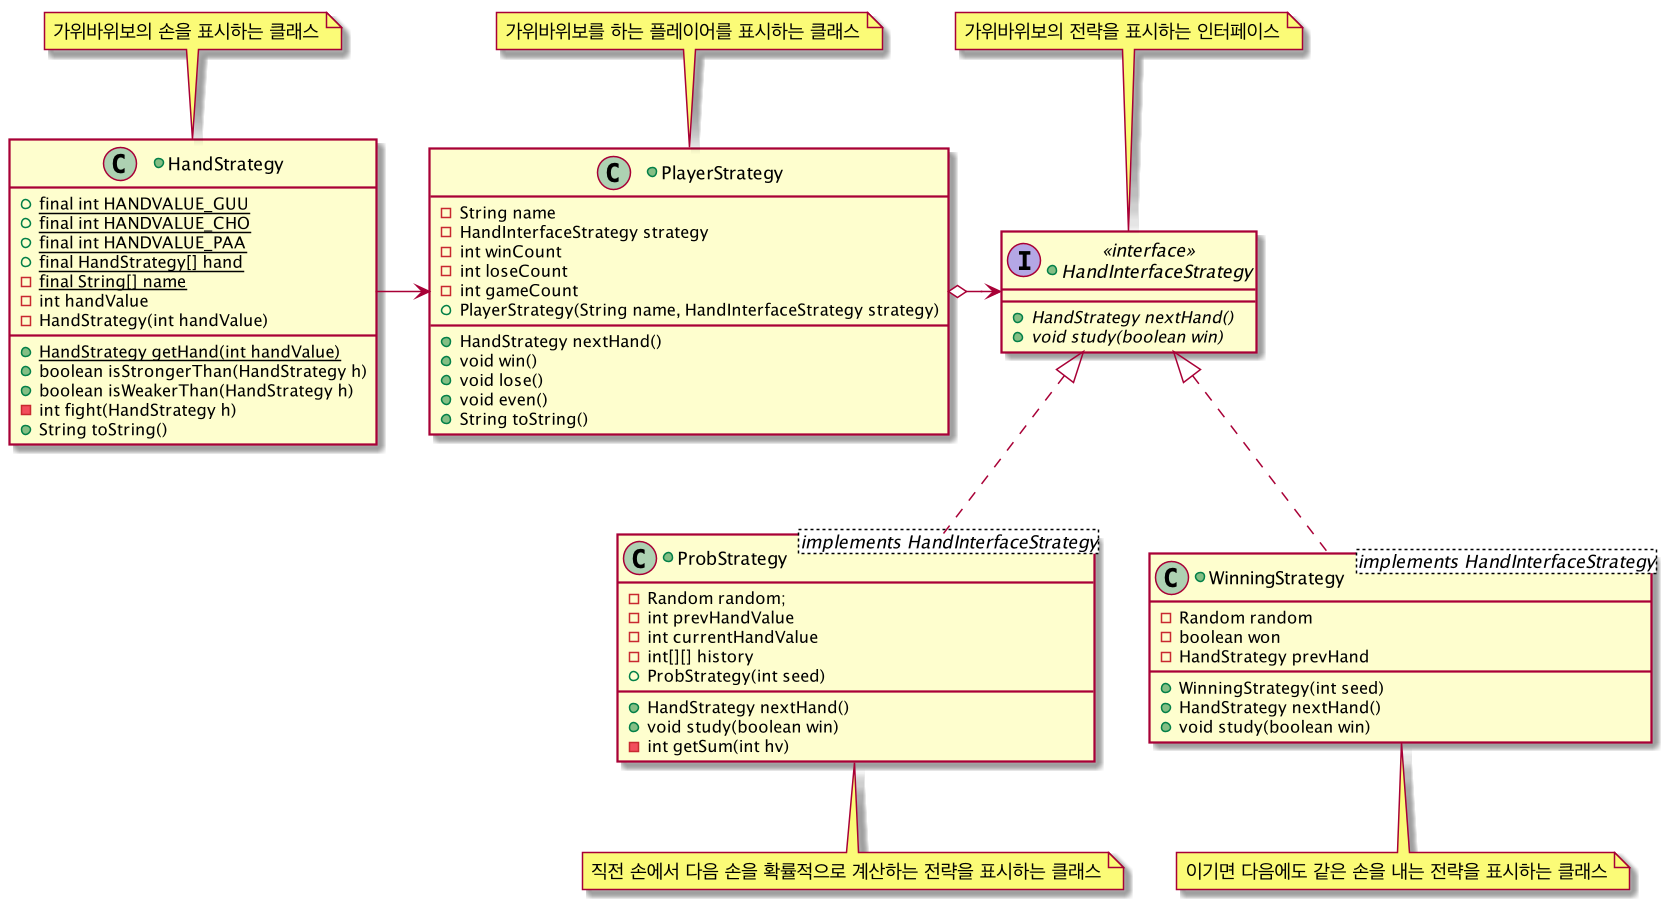 가위바위보의 손을 표시하는 클래스
가위바위보를 하는 플레이어를 표시하는 클래스
가위바위보의 전략을 표시하는 인터페이스
C HandStrategy
final int HANDVALUE_GUU
final int HANDVALUE_CHO
final int HANDVALUE_PAA
final HandStrategy[] hand
final String[] name
int handValue
HandStrategy(int handValue)
HandStrategy getHand(int handValue)
boolean isStrongerThan(HandStrategy h)
boolean isWeakerThan(HandStrategy h)
int fight(HandStrategy h)
String toString()
C PlayerStrategy
String name
HandInterfaceStrategy strategy
int winCount
int loseCount
int gameCount
PlayerStrategy(String name, HandInterfaceStrategy strategy)
HandStrategy nextHand()
void win()
void lose()
void even()
String toString()
«interface»
I HandInterfaceStrategy
HandStrategy nextHand()
void study(boolean win)
implements HandInterfaceStrategy
C ProbStrategy
Random random;
int prevHandValue
int currentHandValue
int[][] history
ProbStrategy(int seed)
HandStrategy nextHand()
void study(boolean win)
int getSum(int hv)
implements HandInterfaceStrategy
C WinningStrategy
Random random
boolean won
HandStrategy prevHand
WinningStrategy(int seed)
HandStrategy nextHand()
void study(boolean win)
직전 손에서 다음 손을 확률적으로 계산하는 전략을 표시하는 클래스
이기면 다음에도 같은 손을 내는 전략을 표시하는 클래스